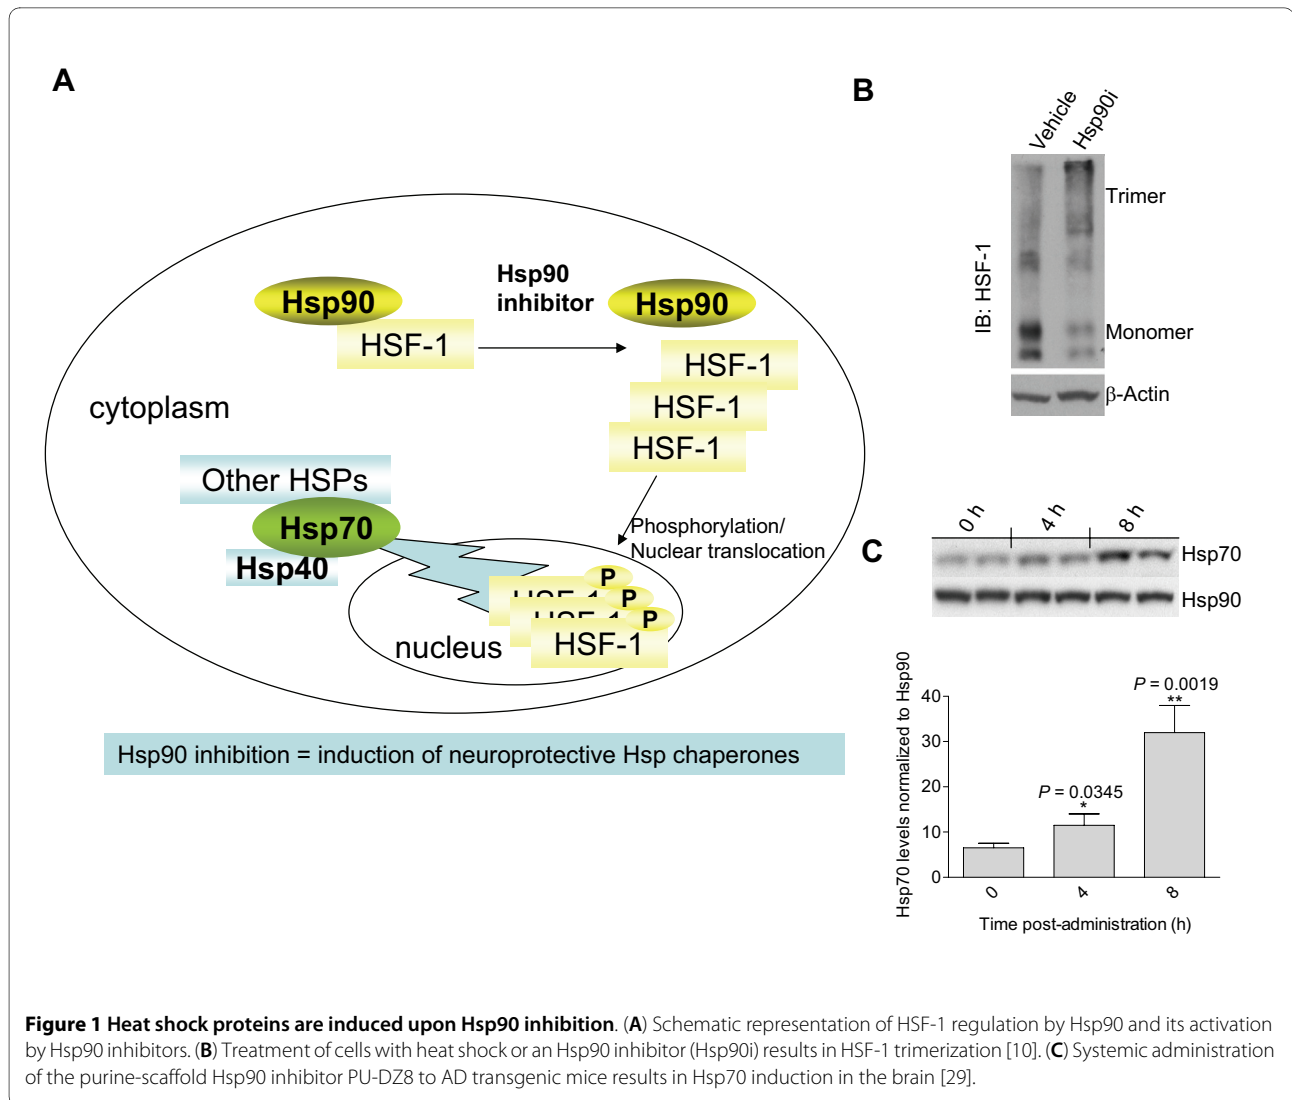 A
Hsp90
HSF-1
Hsp90
inhibitor
Hsp90
HSF-1
HSF-1
HSF-1
cytoplasm
Other HSPs
Hsp70
Hsp40
Phosphorylation/
Nuclear translocation
P
HSF-1
P
HSF-1
P
HSF-1
nucleus
Hsp90 inhibition = induction of neuroprotective Hsp chaperones
B
Vehicle
Hsp90i
IB: HSF-1
Trimer
Monomer
β-Actin
C
0 h
4 h
8 h
Hsp70
Hsp90
Hsp70 levels normalized to Hsp90
40
30
20
10
0
P = 0.0345
*
P = 0.0019
**
0
4
8
Time post-administration (h)
Figure 1 Heat shock proteins are induced upon Hsp90 inhibition. (A) Schematic representation of HSF-1 regulation by Hsp90 and its activation
by Hsp90 inhibitors. (B) Treatment of cells with heat shock or an Hsp90 inhibitor (Hsp90i) results in HSF-1 trimerization [10]. (C) Systemic administration
of the purine-scaffold Hsp90 inhibitor PU-DZ8 to AD transgenic mice results in Hsp70 induction in the brain [29].